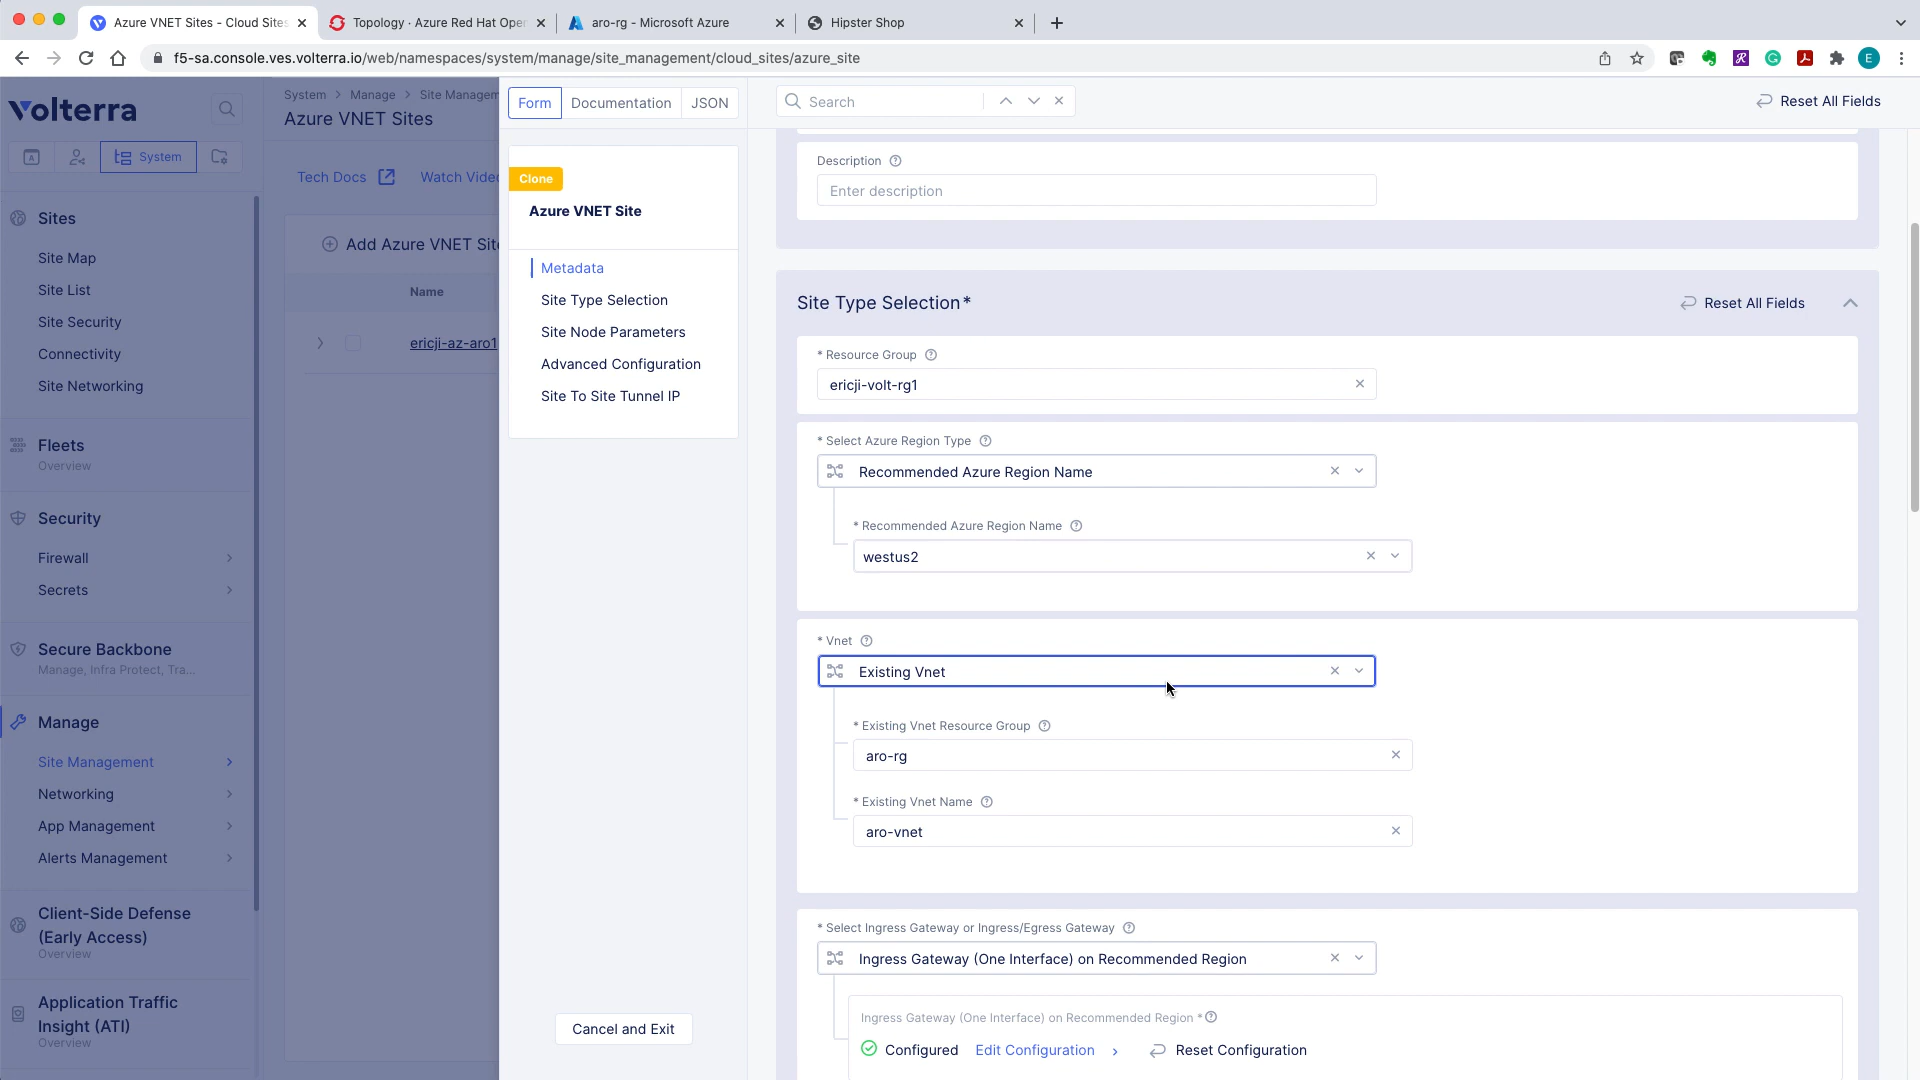 Azure VNET Sites - Cloud Sites
Topology · Azure Red Hat Oper
aro-rg - Microsoft Azure
Hipster Shop
f5-sa.console.ves.volterra.io/web/namespaces/system/manage/site_management/cloud_sites/azure_site
E
volterra
System
Sites
Site Map
Site List
Site Security
Connectivity
Site Networking
Fleets
Overview
Security
Firewall
Secrets
Secure Backbone
Manage, Infra Protect, Tra...
Manage
Site Management
Networking
App Management
Alerts Management
Client-Side Defense
(Early Access)
Overview
Application Traffic
Insight (ATI)
Overview
System > Manage > Site Managem
Azure VNET Sites
Tech Docs
Watch Video
Add Azure VNET Site
Name
ericji-az-aro1
Form
Documentation
JSON
Clone
Azure VNET Site
Metadata
Site Type Selection
Site Node Parameters
Advanced Configuration
Site To Site Tunnel IP
Cancel and Exit
Search
Reset All Fields
Description
Enter description
Site Type Selection*
Reset All Fields
* Resource Group
ericji-volt-rg1
* Select Azure Region Type
Recommended Azure Region Name
* Recommended Azure Region Name
westus2
* Vnet
Existing Vnet
* Existing Vnet Resource Group
aro-rg
* Existing Vnet Name
aro-vnet
* Select Ingress Gateway or Ingress/Egress Gateway
Ingress Gateway (One Interface) on Recommended Region
Ingress Gateway (One Interface) on Recommended Region *
Configured
Edit Configuration
Reset Configuration